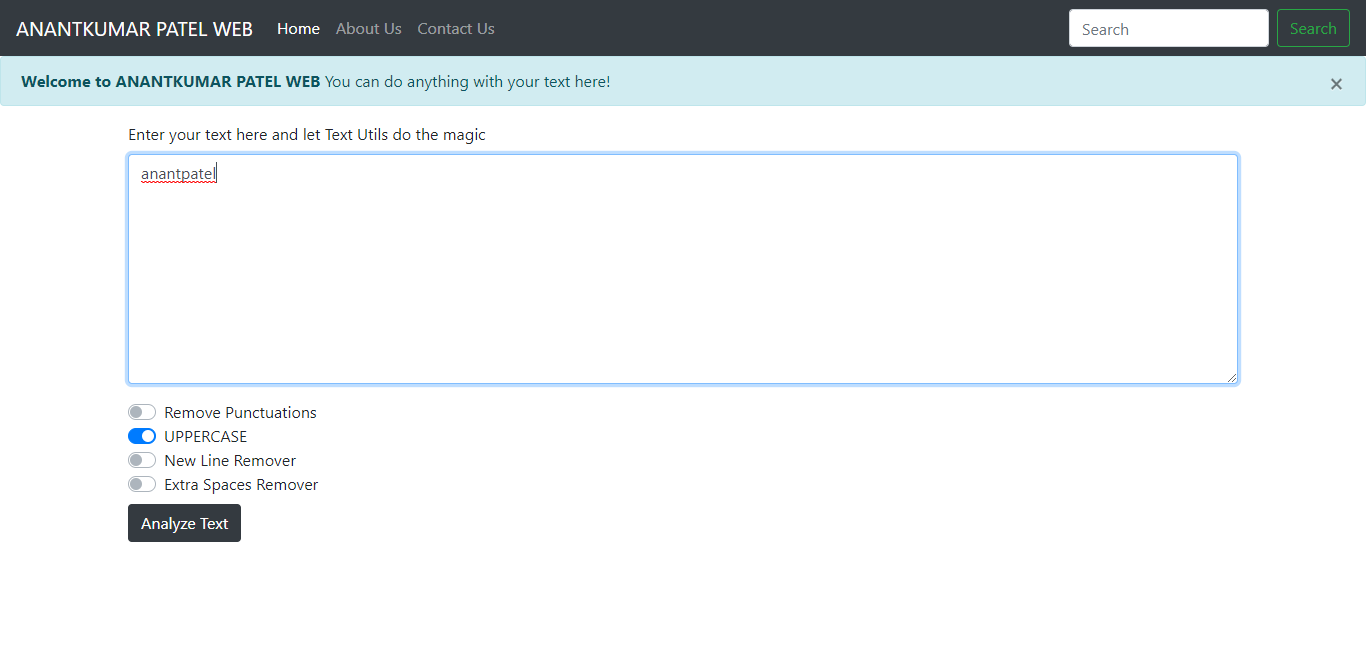 ANANTKUMAR PATEL WEB Home About Us Contact Us Search Search
Welcome to ANANTKUMAR PATEL WEB You can do anything with your text here! ×
Enter your text here and let Text Utils do the magic
anantpatel
Remove Punctuations
UPPERCASE
New Line Remover
Extra Spaces Remover
Analyze Text